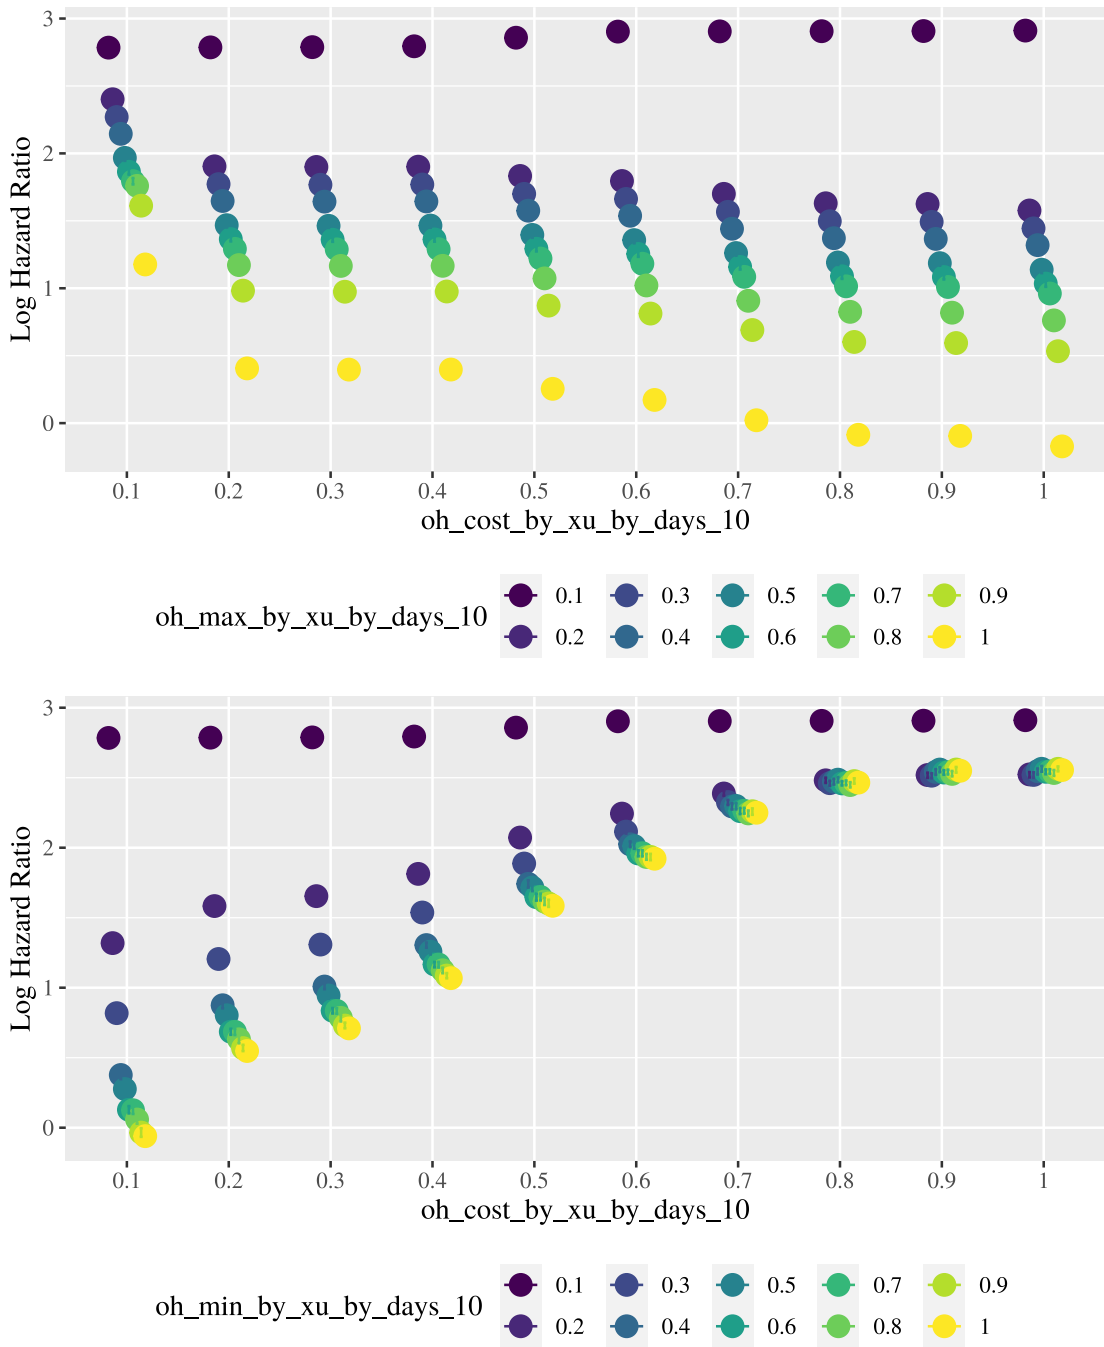 3
2
1
0
Log Hazard Ratio
0.1 0.2 0.3 0.4 0.5 0.6 0.7 0.8 0.9 1
oh_cost_by_xu_by_days_10
oh_max_by_xu_by_days_10
0.1 0.3 0.5 0.7 0.9
0.2 0.4 0.6 0.8 1
3
2
1
0
Log Hazard Ratio
0.1 0.2 0.3 0.4 0.5 0.6 0.7 0.8 0.9 1
oh_cost_by_xu_by_days_10
oh_min_by_xu_by_days_10
0.1 0.3 0.5 0.7 0.9
0.2 0.4 0.6 0.8 1